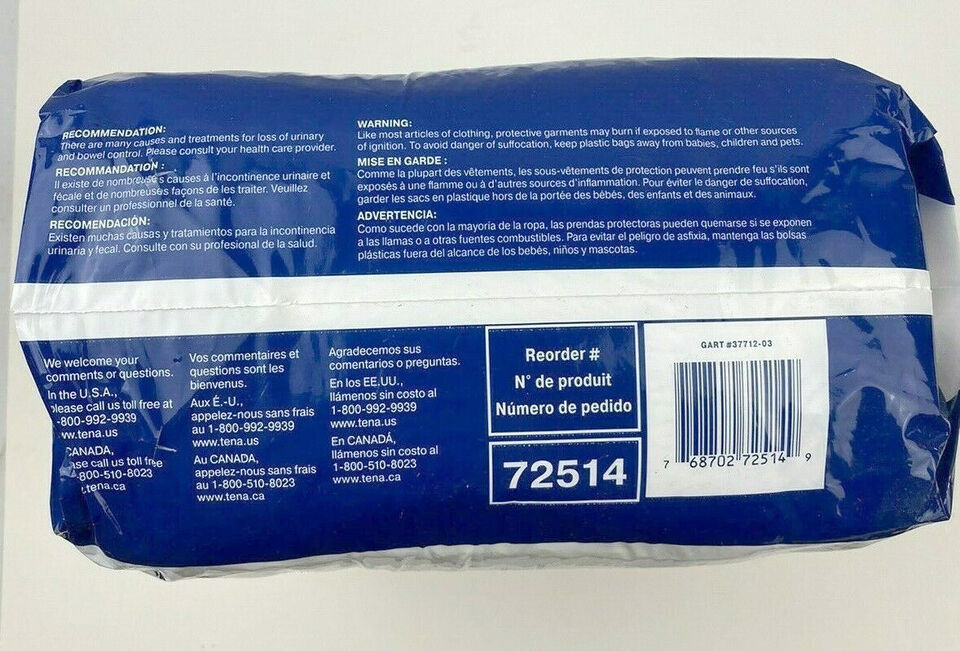 RECOMMENDATION:
There are many causes and treatments for loss of urinary
and bowel control. Please consult your health care provider.
RECOMMANDATION :
Il existe de nombreuses causes à l'incontinence urinaire et
fécale et de nombreuses façons de les traiter. Veuillez
consulter un professionnel de la santé.
RECOMENDACIÓN:
Existen muchas causas y tratamientos para la incontinencia
urinaria y fecal. Consulte con su profesional de la salud.
WARNING:
Like most articles of clothing, protective garments may burn if exposed to flame or other sources
of ignition. To avoid danger of suffocation, keep plastic bags away from babies, children and pets.
MISE EN GARDE :
Comme la plupart des vêtements, les sous-vêtements de protection peuvent prendre feu s'ils sont
exposés à une flamme ou à d'autres sources d'inflammation. Pour éviter le danger de suffocation,
garder les sacs en plastique hors de la portée des bébés, des enfants et des animaux.
ADVERTENCIA:
Como sucede con la mayoría de la ropa, las prendas protectoras pueden quemarse si se exponen
a las llamas o a otras fuentes combustibles. Para evitar el peligro de asfixia, mantenga las bolsas
plásticas fuera del alcance de los bebés, niños y mascotas.
We welcome your
comments or questions.
In the U.S.A.,
please call us toll free at
-800-992-9939
ww.tena.us
CANADA,
ase call us toll free
-800-510-8023
.tena.ca
Vos commentaires et
questions sont les
bienvenus.
Aux É.-U.,
appelez-nous sans frais
au 1-800-992-9939
www.tena.us
Au CANADA,
appelez-nous sans frais
au 1-800-510-8023
www.tena.ca
Agradecemos sus
comentarios o preguntas.
En los EE.UU.,
llámenos sin costo al
1-800-992-9939
www.tena.us
En CANADÁ,
llámenos sin costo al
1-800-510-8023
www.tena.ca
Reorder #
N° de produit
Número de pedido
72514
GART #37712-03
7 68702 72514 9